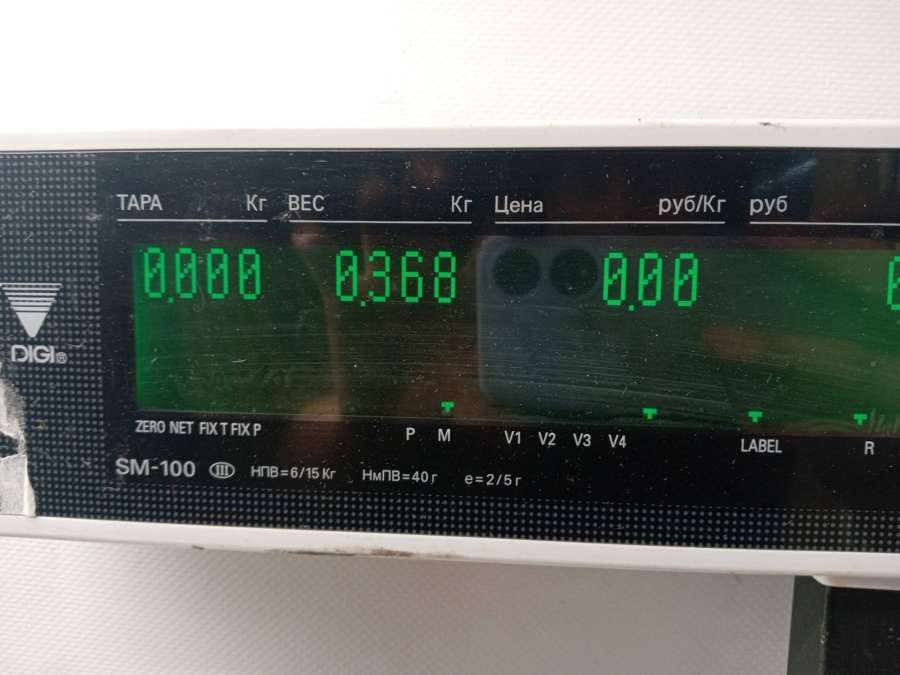 ТАРА Кг ВЕС Кг Цена руб/Кг руб
0.000 0.368 0.00 0
DIGI®
ZERO NET FIX T FIX P P M V1 V2 V3 V4 LABEL R
SM-100 III НПВ=6/15 Кг НмПВ=40 г e=2/5 г